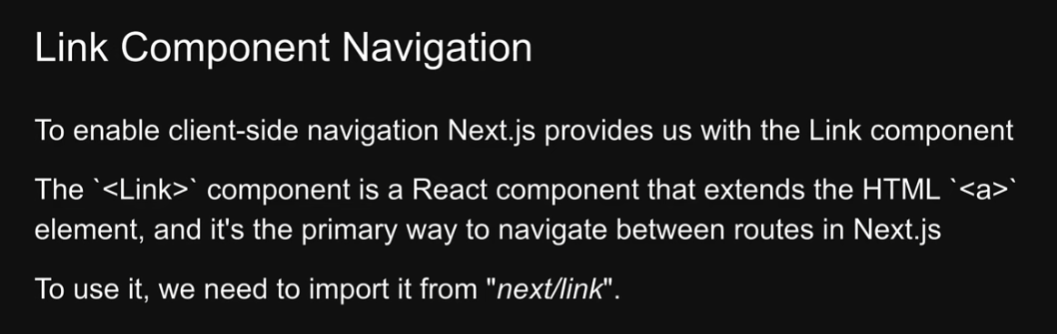 Link Component Navigation
To enable client-side navigation Next.js provides us with the Link component
The `<Link>` component is a React component that extends the HTML `<a>`
element, and it's the primary way to navigate between routes in Next.js
To use it, we need to import it from "next/link".